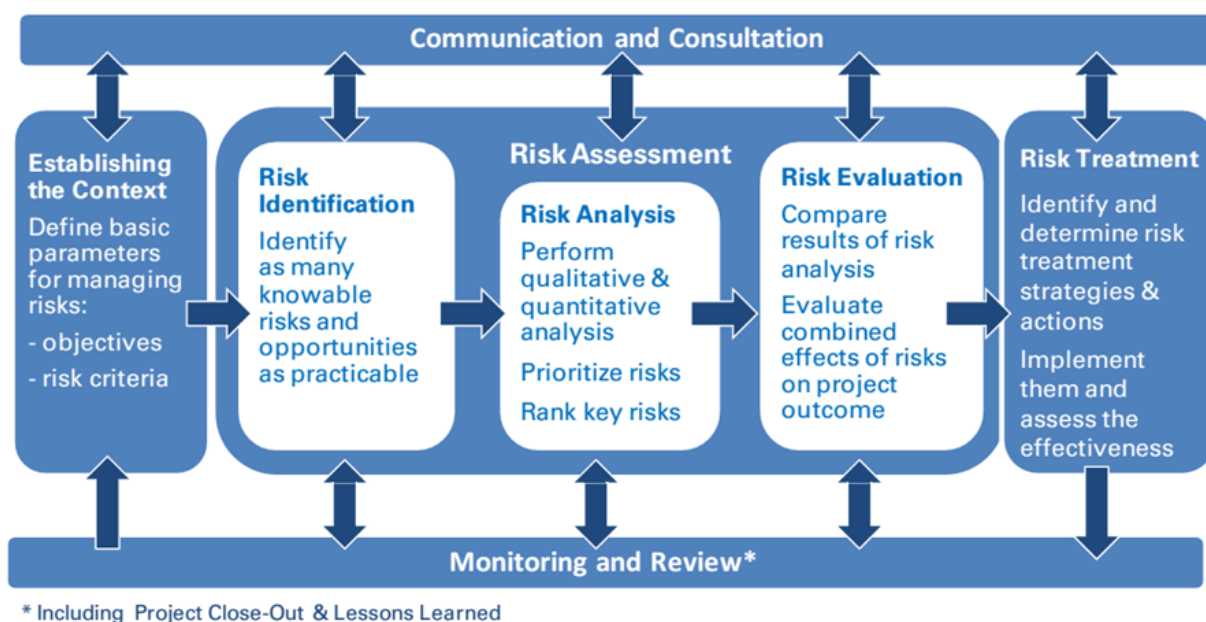 Communication and Consultation
Establishing
the Context
Define basic
parameters
for managing
risks:
- objectives
- risk criteria
Risk Assessment
Risk
Identification
Identify
as many
knowable
risks and
opportunities
as practicable
Risk Analysis
Perform
qualitative &
quantitative
analysis
Prioritize risks
Rank key risks
Risk Evaluation
Compare
results of risk
analysis
Evaluate
combined
effects of risks
on project
outcome
Risk Treatment
Identify and
determine risk
treatment
strategies &
actions
Implement
them and
assess the
effectiveness
Monitoring and Review*
* Including Project Close-Out & Lessons Learned